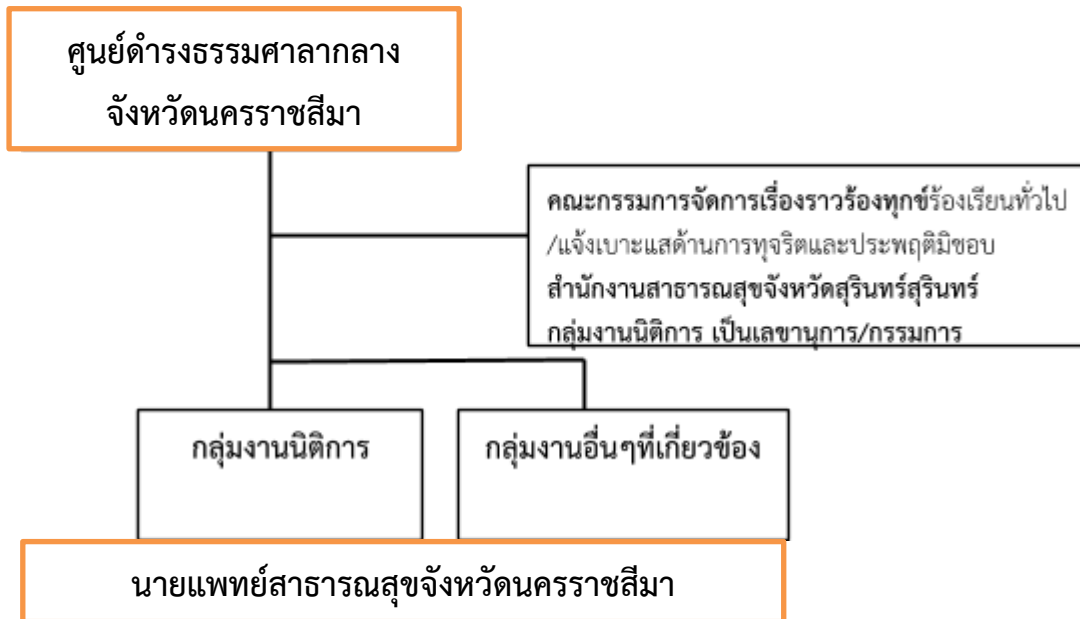 ศูนย์ดำรงธรรมศาลากลาง
จังหวัดนครราชสีมา
คณะกรรมการจัดการเรื่องราวร้องทุกข์ร้องเรียนทั่วไป
/แจ้งเบาะแสด้านการทุจริตและประพฤติมิชอบ
สำนักงานสาธารณสุขจังหวัดสุรินทร์สุรินทร์
กลุ่มงานนิติการ เป็นเลขานุการ/กรรมการ
กลุ่มงานนิติการ
กลุ่มงานอื่นๆที่เกี่ยวข้อง
นายแพทย์สาธารณสุขจังหวัดนครราชสีมา